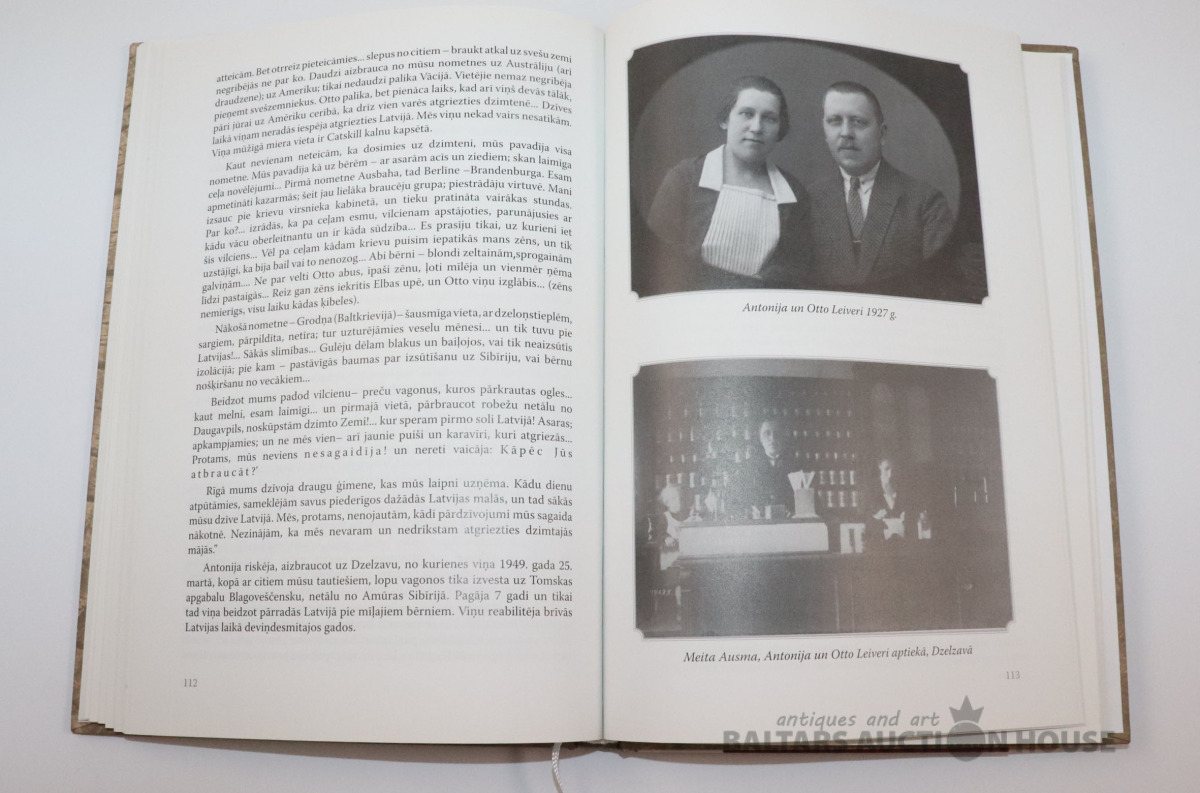 atteicām. Bet otrreiz pieteicāmies... slepus no citiem – braukt atkal uz svešu zemi
negribējās ne par ko. Daudzi aizbrauca no mūsu nometnes uz Austrāliju (arī
draudzene); uz Ameriku; tikai nedaudzi palika Vācijā. Vietējie nemaz negribēja
pieņemt svešzemniekus. Otto palika, bet pienāca laiks, kad arī viņš devās tālāk,
pāri jūrai uz Amēriku cerībā, ka drīz vien varēs atgriezties dzimtenē... Dzīves
laikā viņam neradās iespēja atgriezties Latvijā. Mēs viņu nekad vairs nesatikām.
Viņa mūžīgā miera vieta ir Catskill kalnu kapsētā.
Kaut nevienam neteicām, ka dosimies uz dzimteni, mūs pavadīja visa
nometne. Mūs pavadīja kā uz bērēm – ar asarām acīs un ziediem; skan laimīga
ceļa novēlējumi... Pirmā nometne Ausbaha, tad Berlīne –Brandenburga. Esam
apmetināti kazarmās; šeit jau lielāka braucēju grupa; piestrādāju virtuvē. Mani
izsauc pie krievu virsnieka kabinetā, un tieku pratināta vairākas stundas.
Par ko?... izrādās, ka pa ceļam esmu, vilcienam apstājoties, parunājusies ar
kādu vācu oberleitnantu un ir kāda sūdzība... Es prasīju tikai, uz kurieni iet
šis vilciens... Vēl pa ceļam kādam krievu puisim iepatikās mans zēns, un tik
uzstājīgi, ka bija bail vai to nenozog... Abi bērni – blondi zeltainām,sprogainām
galviņām.... Ne par velti Otto abus, īpaši zēnu, ļoti mīlēja un vienmēr ņēma
līdzi pastaigās... Reiz gan zēns iekritis Elbas upē, un Otto viņu izglābis... (zēns
nemierīgs, visu laiku kādas ķibeles).
Nākošā nometne – Grodņa (Baltkrievijā) – šausmīga vieta, ar dzeloņstieplēm,
sargiem, pārpildīta, netīra; tur uzturējāmies veselu mēnesi... un tik tuvu pie
Latvijas!... Sākās slimības... Gulēju dēlam blakus un baiļojos, vai tik neaizsūtīs
izolācijā; pie kam – pastāvīgās baumas par izsūtīšanu uz Sibīriju, vai bērnu
nošķiršanu no vecākiem...
Beidzot mums padod vilcienu– preču vagonus, kuros pārkrautas ogles...
kaut melni, esam laimīgi... un pirmajā vietā, pārbraucot robežu netālu no
Daugavpils, noskūpstām dzimto Zemi!... kur speram pirmo soli Latvijā! Asaras;
apkampjamies; un ne mēs vien– arī jaunie puiši un karavīri, kuri atgriezās...
Protams, mūs neviens nesagaidīja! un nereti vaicāja: Kāpēc Jūs
atbraucāt?'
Rīgā mums dzīvoja draugu ģimene, kas mūs laipni uzņēma. Kādu dienu
atpūtāmies, sameklējām savus piederīgos dažādās Latvijas malās, un tad sākās
mūsu dzīve Latvijā. Mēs, protams, nenojautām, kādi pārdzīvojumi mūs sagaida
nākotnē. Nezinājām, ka mēs nevaram un nedrīkstam atgriezties dzimtajās
mājās."
Antonija riskēja, aizbraucot uz Dzelzavu, no kurienes viņa 1949. gada 25.
martā, kopā ar citiem mūsu tautiešiem, lopu vagonos tika izvesta uz Tomskas
apgabalu Blagoveščensku, netālu no Amūras Sibīrijā. Pagāja 7 gadi un tikai
tad viņa beidzot pārradās Latvijā pie mīļajiem bērniem. Viņu reabilitēja brīvās
Latvijas laikā deviņdesmitajos gados.
112
Antonija un Otto Leiveri 1927 g.
Meita Ausma, Antonija un Otto Leiveri aptiekā, Dzelzavā
113
antiques and art
BALTARS AUCTION HOUSE